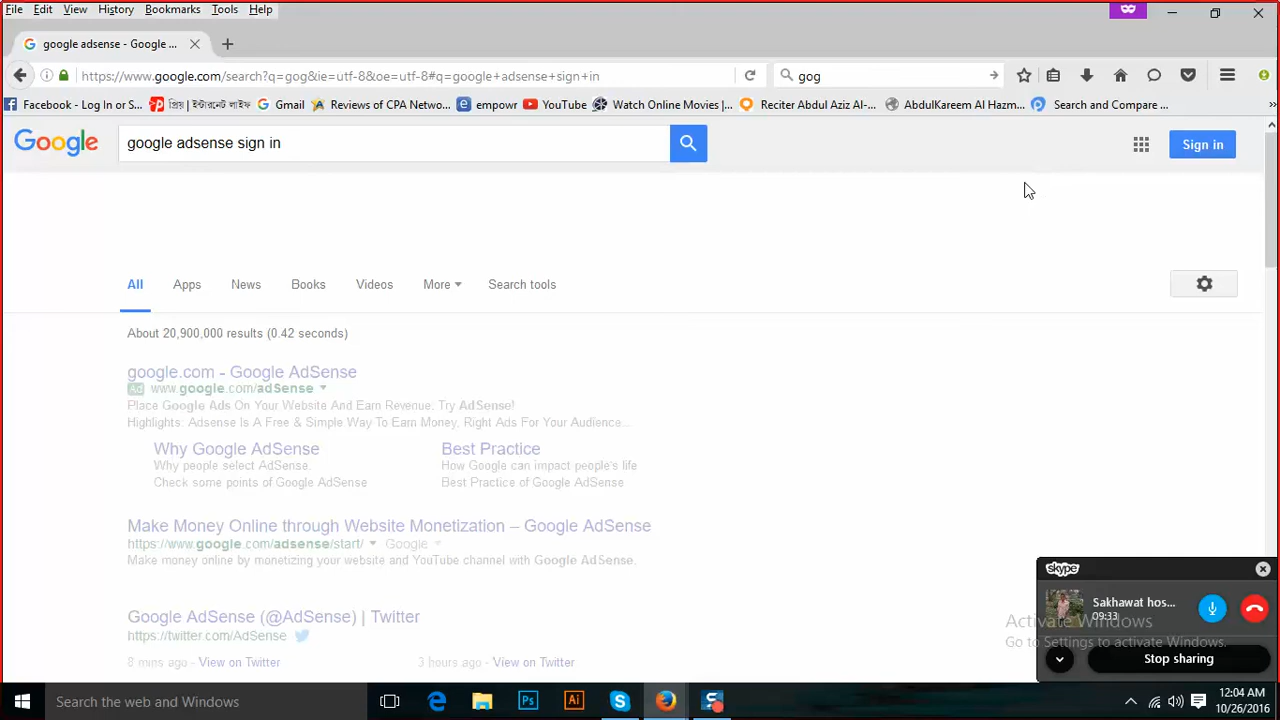 File Edit View History Bookmarks Tools Help
google adsense - Google ...
https://www.google.com/search?q=gog&ie=utf-8&oe=utf-8#q=google+adsense+sign+in
gog
Facebook - Log In or S... প্রিয় | ইন্টারনেট লাইফ Gmail Reviews of CPA Netwo... empowr YouTube Watch Online Movies |... Reciter Abdul Aziz Al-... AbdulKareem Al Hazm... Search and Compare ...
Google google adsense sign in Sign in
All Apps News Books Videos More Search tools
About 20,900,000 results (0.42 seconds)
google.com - Google AdSense
Ad www.google.com/adSense
Place Google Ads On Your Website And Earn Revenue. Try AdSense!
Highlights: Adsense Is A Free & Simple Way To Earn Money, Right Ads For Your Audience...
Why Google AdSense Best Practice
Why people select AdSense. How Google can impact people's life
Check some points of Google AdSense Best Practice of Google AdSense
Make Money Online through Website Monetization – Google AdSense
https://www.google.com/adsense/start/ Google
Make money online by monetizing your website and YouTube channel with Google AdSense.
Google AdSense (@AdSense) | Twitter
https://twitter.com/AdSense
8 mins ago - View on Twitter 3 hours ago - View on Twitter
skype
Sakhawat hos...
09:33
Activate Windows
Go to Settings to activate Windows.
Stop sharing
Search the web and Windows
Ps Ai
12:04 AM
10/26/2016